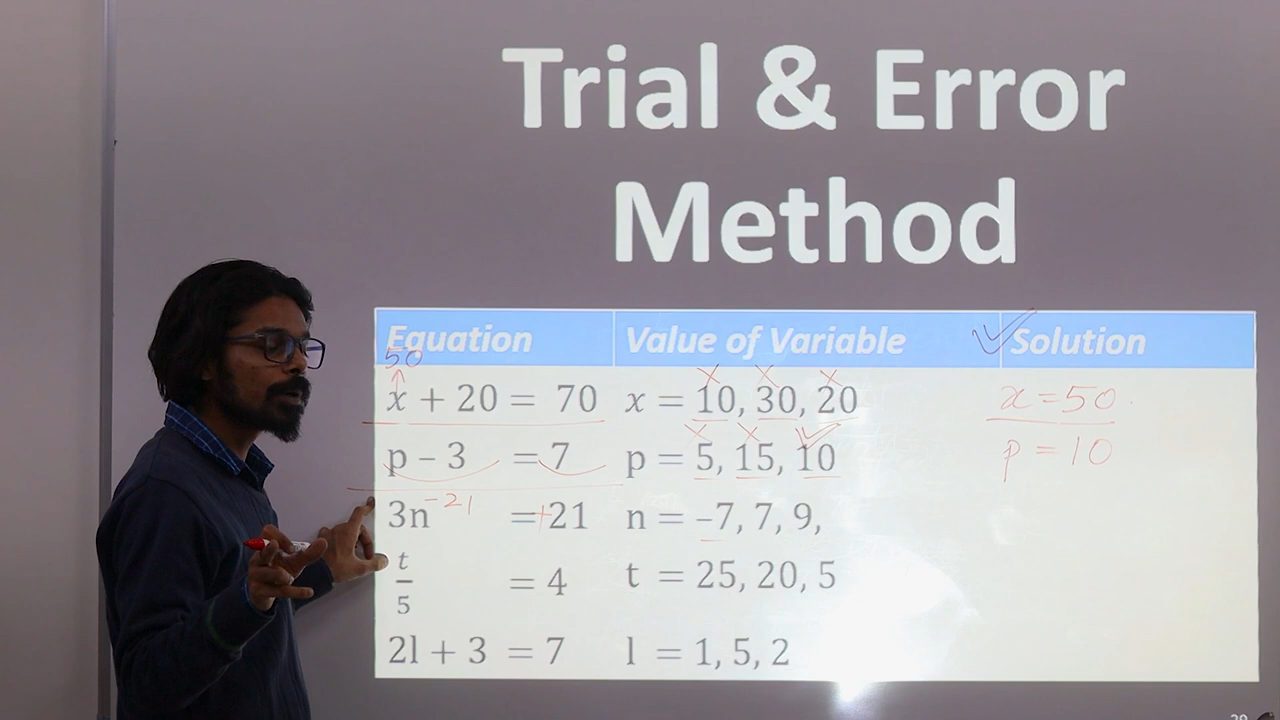 Trial & Error
Method
Equation Value of Variable Solution
50
x + 20 = 70 x = 10, 30, 20 x = 50
p – 3 = 7 p = 5, 15, 10 p = 10
3n -21 = +21 n = –7, 7, 9,
t/5 = 4 t = 25, 20, 5
2l + 3 = 7 l = 1, 5, 2